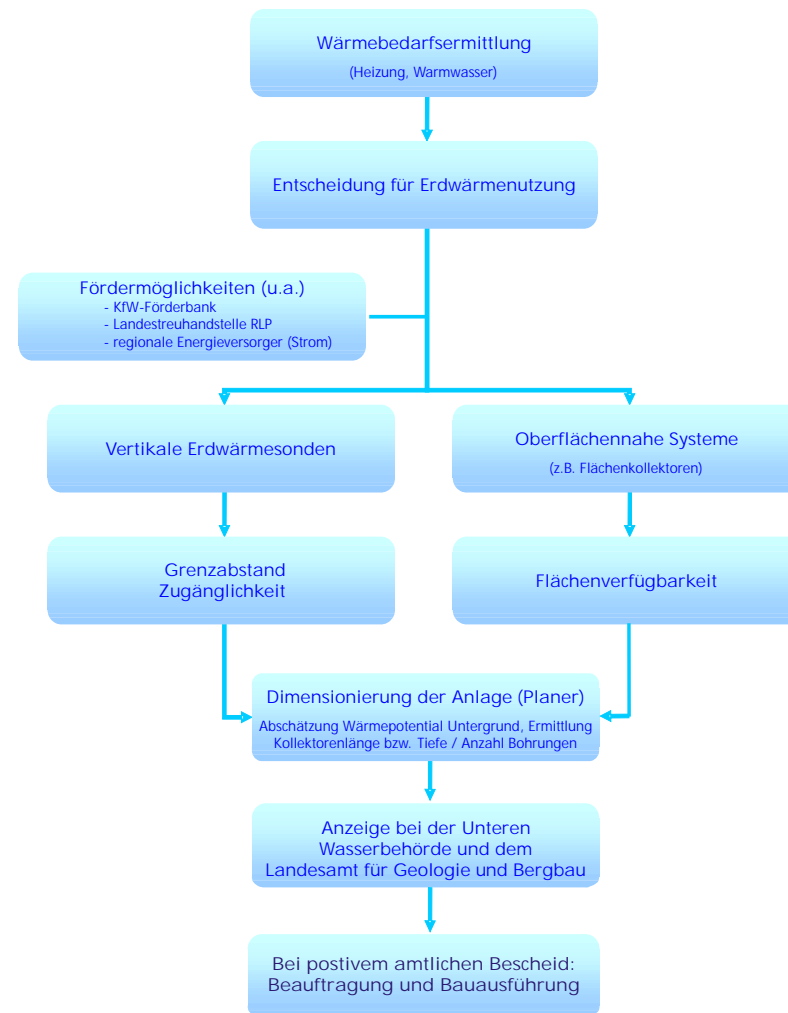 Wärmebedarfsermittlung
(Heizung, Warmwasser)
Entscheidung für Erdwärmenutzung
Fördermöglichkeiten (u.a.)
- KfW-Förderbank
- Landestreuhandstelle RLP
- regionale Energieversorger (Strom)
Vertikale Erdwärmesonden
Oberflächennahe Systeme
(z.B. Flächenkollektoren)
Grenzabstand
Zugänglichkeit
Flächenverfügbarkeit
Dimensionierung der Anlage (Planer)
Abschätzung Wärmepotential Untergrund, Ermittlung
Kollektorenlänge bzw. Tiefe / Anzahl Bohrungen
Anzeige bei der Unteren
Wasserbehörde und dem
Landesamt für Geologie und Bergbau
Bei postivem amtlichen Bescheid:
Beauftragung und Bauausführung